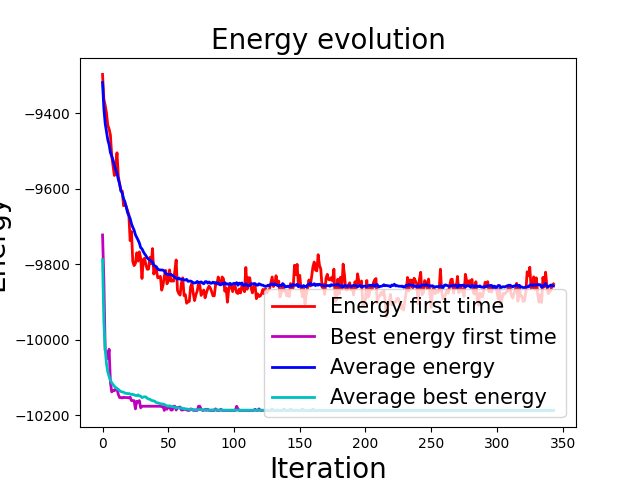 Energy evolution
Energy
−9400
−9600
−9800
−10000
−10200
0
50
100
150
200
250
300
350
Iteration
Energy first time
Best energy first time
Average energy
Average best energy